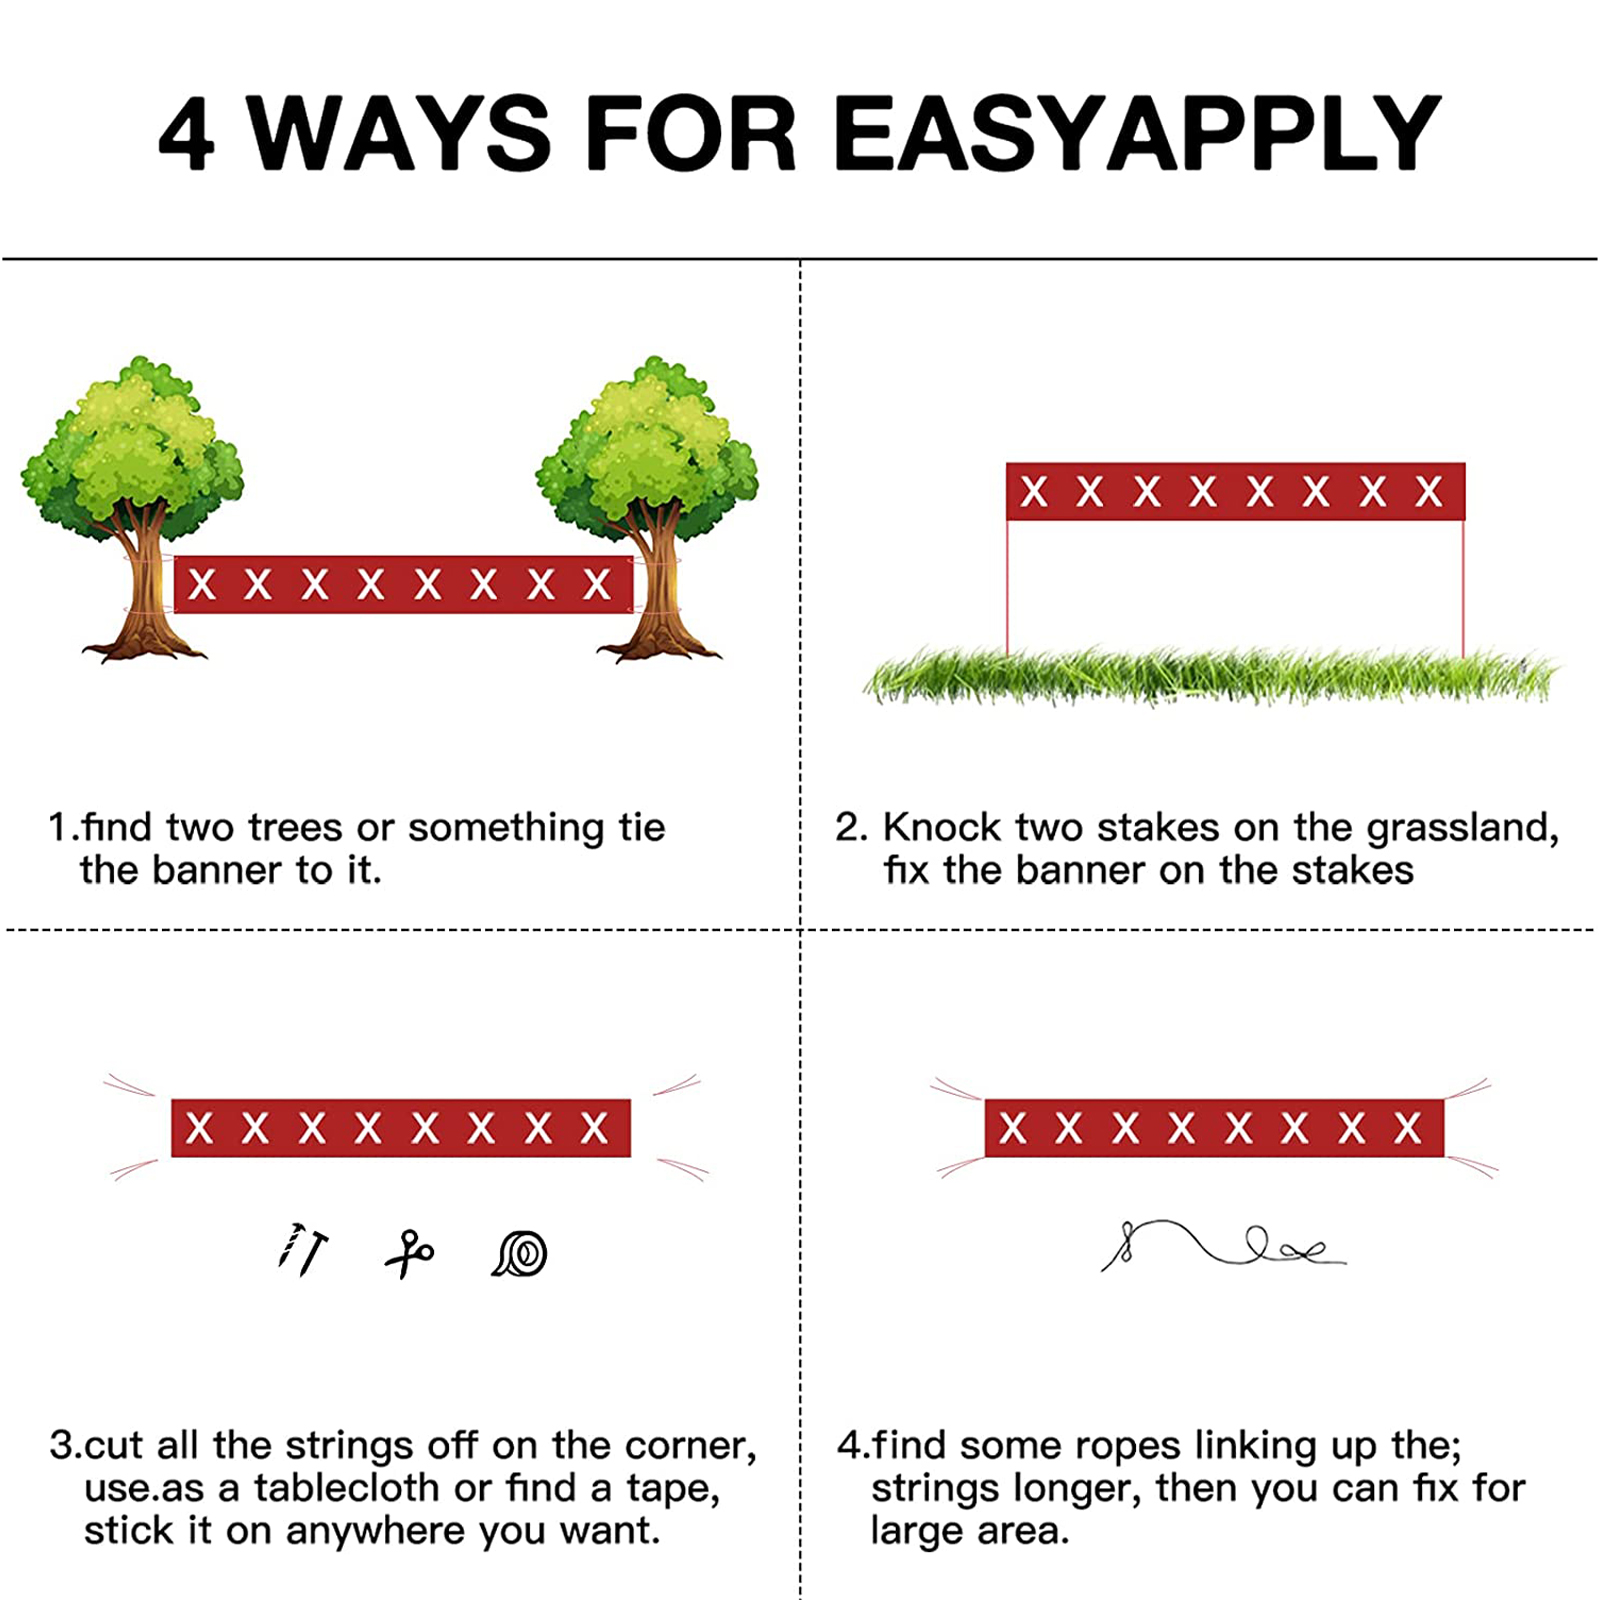 4 WAYS FOR EASYAPPLY
X X X X X X X X
X X X X X X X X
1.find two trees or something tie
the banner to it.
2. Knock two stakes on the grassland,
fix the banner on the stakes
X X X X X X X X
X X X X X X X X
3.cut all the strings off on the corner,
use.as a tablecloth or find a tape,
stick it on anywhere you want.
4.find some ropes linking up the;
strings longer, then you can fix for
large area.